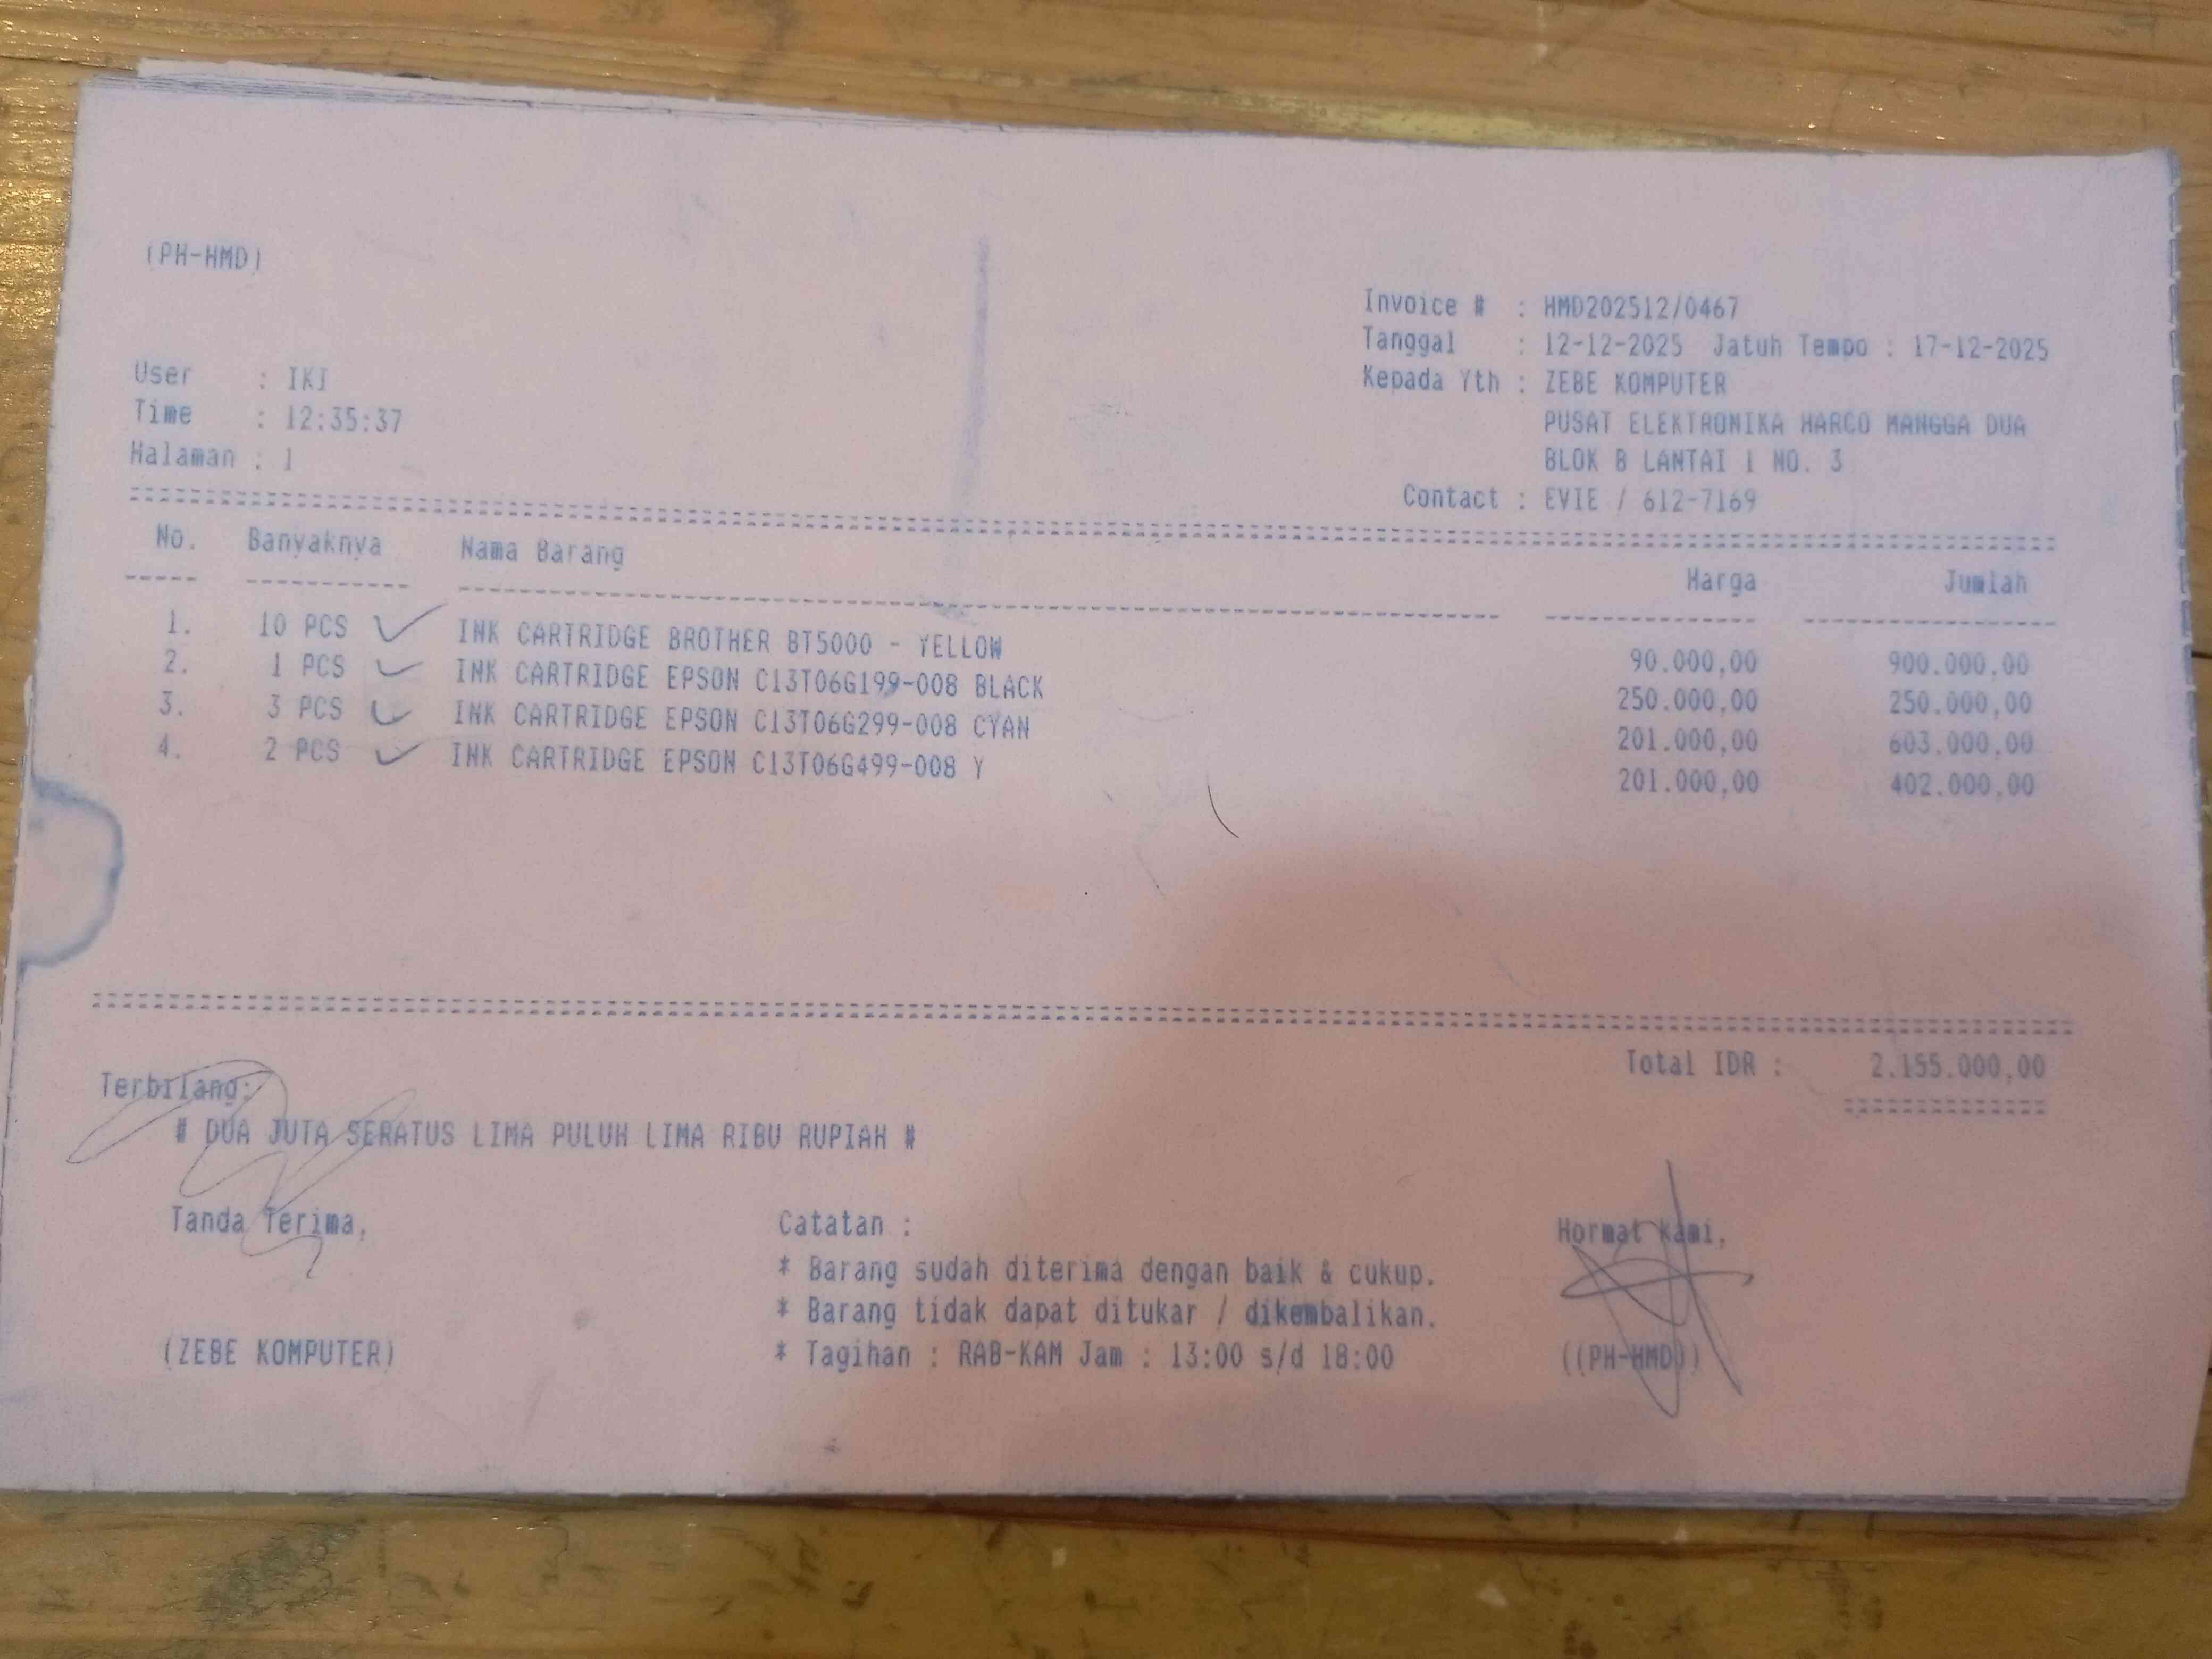 (PH-HMD)
Invoice # : HMD202512/0467
Tanggal : 12-12-2025 Jatuh Tempo : 17-12-2025
Kepada Yth : ZEBE KOMPUTER
PUSAT ELEKTRONIKA HARCO MANGGA DUA
BLOK B LANTAI 1 NO. 3
Contact : EVIE / 612-7169
User : IKI
Time : 12:35:37
Halaman : 1
No. Banyaknya Nama Barang Harga Jumlah
1. 10 PCS INK CARTRIDGE BROTHER BT5000 - YELLOW 90.000,00 900.000,00
2. 1 PCS INK CARTRIDGE EPSON C13T06G199-008 BLACK 250.000,00 250.000,00
3. 3 PCS INK CARTRIDGE EPSON C13T06G299-008 CYAN 201.000,00 603.000,00
4. 2 PCS INK CARTRIDGE EPSON C13T06G499-008 Y 201.000,00 402.000,00
Total IDR : 2.155.000,00
Terbilang:
# DUA JUTA SERATUS LIMA PULUH LIMA RIBU RUPIAH #
Tanda Terima,
(ZEBE KOMPUTER)
Catatan :
* Barang sudah diterima dengan baik & cukup.
* Barang tidak dapat ditukar / dikembalikan.
* Tagihan : RAB-KAM Jam : 13:00 s/d 18:00
Hormat kami,
((PH-HMD))